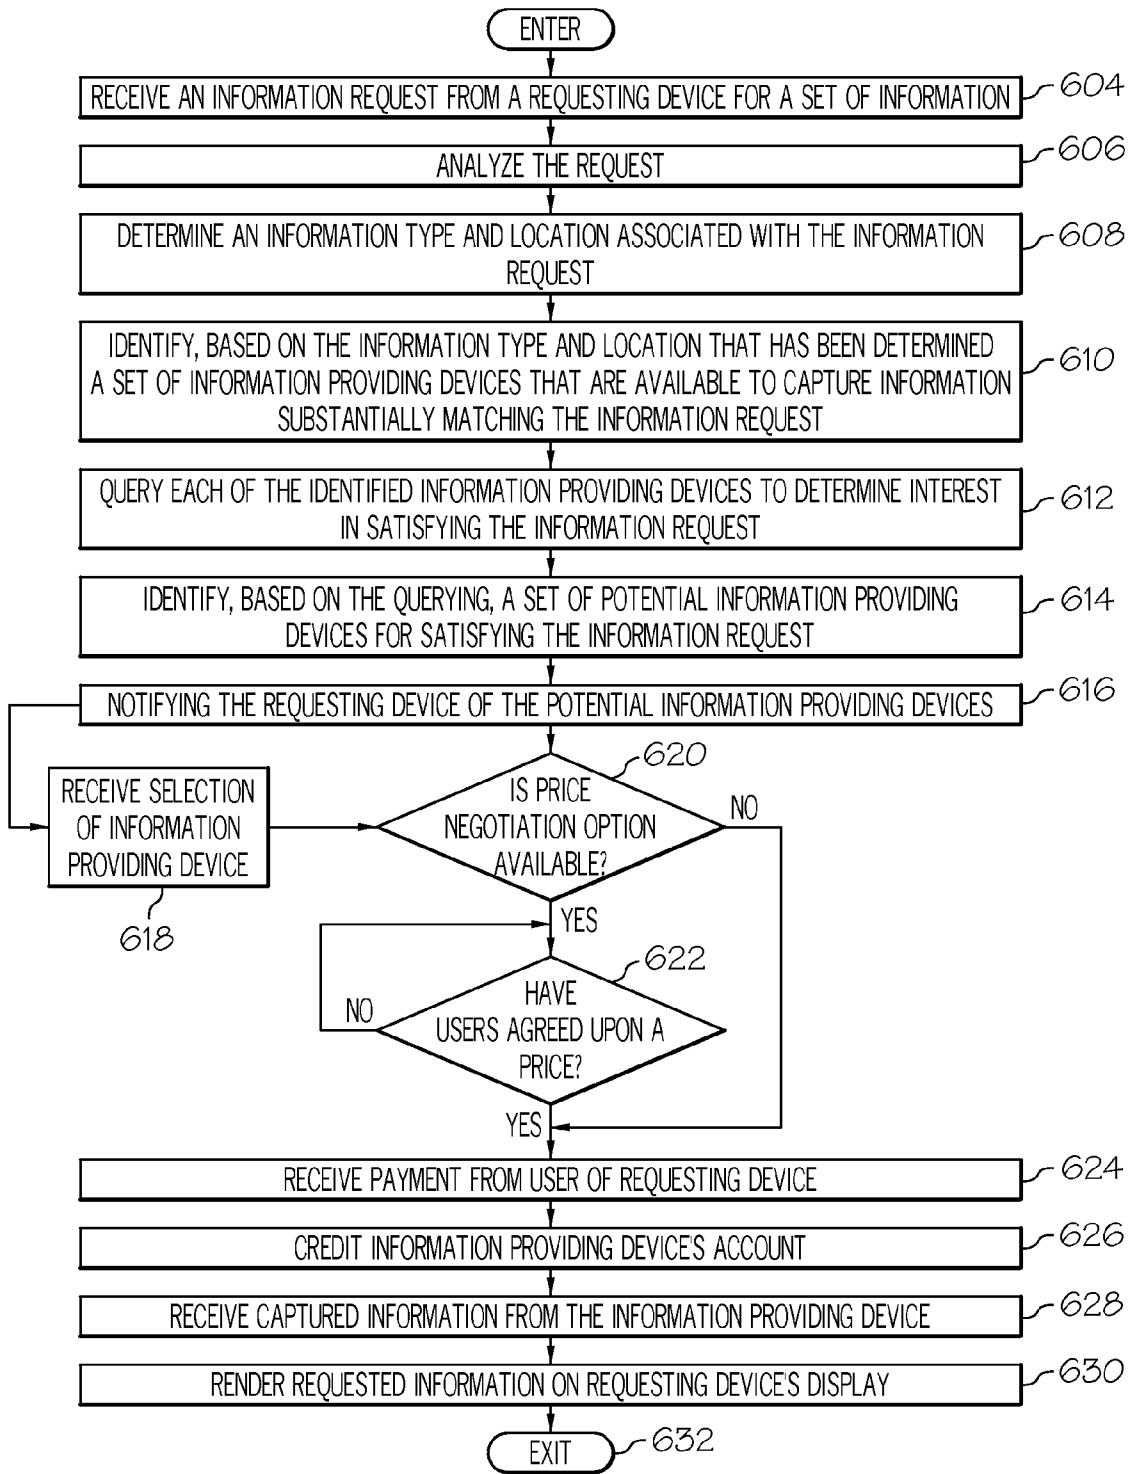 ENTER
RECEIVE AN INFORMATION REQUEST FROM A REQUESTING DEVICE FOR A SET OF INFORMATION
604
ANALYZE THE REQUEST
606
DETERMINE AN INFORMATION TYPE AND LOCATION ASSOCIATED WITH THE INFORMATION
REQUEST
608
IDENTIFY, BASED ON THE INFORMATION TYPE AND LOCATION THAT HAS BEEN DETERMINED
A SET OF INFORMATION PROVIDING DEVICES THAT ARE AVAILABLE TO CAPTURE INFORMATION
SUBSTANTIALLY MATCHING THE INFORMATION REQUEST
610
QUERY EACH OF THE IDENTIFIED INFORMATION PROVIDING DEVICES TO DETERMINE INTEREST
IN SATISFYING THE INFORMATION REQUEST
612
IDENTIFY, BASED ON THE QUERYING, A SET OF POTENTIAL INFORMATION PROVIDING
DEVICES FOR SATISFYING THE INFORMATION REQUEST
614
NOTIFYING THE REQUESTING DEVICE OF THE POTENTIAL INFORMATION PROVIDING DEVICES
616
RECEIVE SELECTION
OF INFORMATION
PROVIDING DEVICE
618
620
IS PRICE
NEGOTIATION OPTION
AVAILABLE?
NO
YES
622
HAVE
USERS AGREED UPON A
PRICE?
NO
YES
RECEIVE PAYMENT FROM USER OF REQUESTING DEVICE
624
CREDIT INFORMATION PROVIDING DEVICE'S ACCOUNT
626
RECEIVE CAPTURED INFORMATION FROM THE INFORMATION PROVIDING DEVICE
628
RENDER REQUESTED INFORMATION ON REQUESTING DEVICE'S DISPLAY
630
EXIT
632